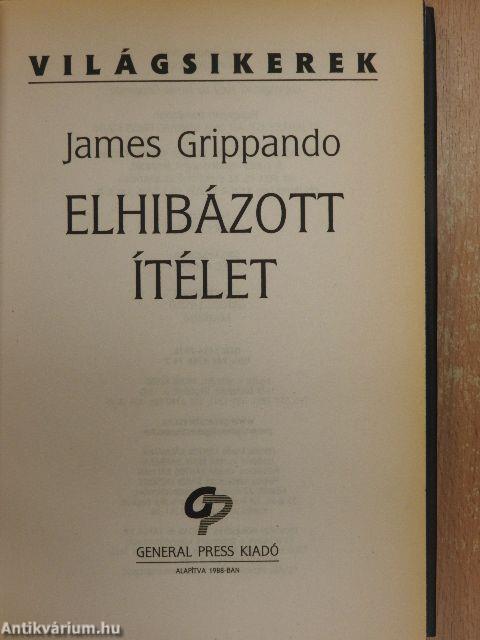 VILÁGSIKEREK
James Grippando
ELHIBÁZOTT
ÍTÉLET
GP
GENERAL PRESS KIADÓ
ALAPÍTVA 1988-BAN
Antikvárium.hu